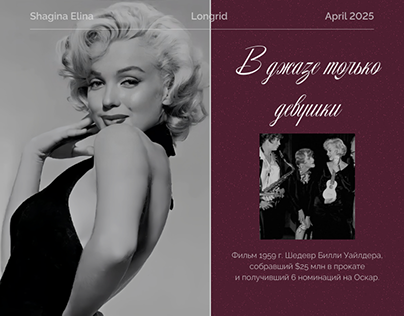 Shagina Elina Longrid April 2025
В джазе только
девушки
Фильм 1959 г. Шедевр Билли Уайлдера,
собравший $25 млн в прокате
и получивший 6 номинаций на Оскар.